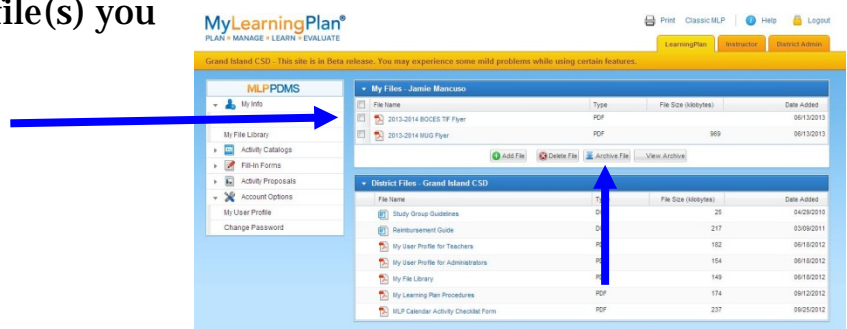 file(s) you
MyLearningPlan®
PLAN • MANAGE • LEARN • EVALUATE
Print Classic MLP Help Logout
LearningPlan Instructor District Admin
Grand Island CSD - This site is in Beta release. You may experience some mild problems while using certain features.
MLP PDMS
My Info
My File Library
Activity Catalogs
Fill-In Forms
Activity Proposals
Account Options
My User Profile
Change Password
My Files - Jamie Mancuso
File Name Type File Size (kilobytes) Date Added
2013-2014 BOCES TIF Flyer PDF 06/13/2013
2013-2014 MUG Flyer PDF 969 06/13/2013
Add File Delete File Archive File View Archive
District Files - Grand Island CSD
File Name File Size (kilobytes) Date Added
Study Group Guidelines 25 04/29/2010
Reimbursement Guide 217 03/09/2011
My User Profile for Teachers PDF 182 06/18/2012
My User Profile for Administrators PDF 154 06/18/2012
My File Library PDF 149 06/18/2012
My Learning Plan Procedures PDF 174 09/12/2012
MLP Calendar Activity Checklist Form PDF 237 09/25/2012